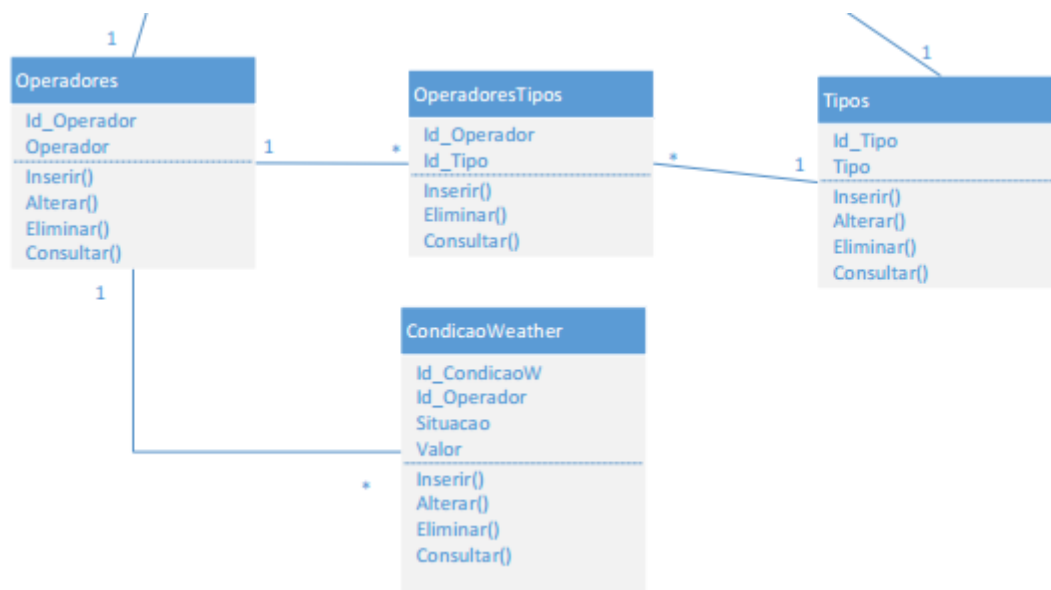 1
1
Operadores
Id_Operador
Operador
Inserir()
Alterar()
Eliminar()
Consultar()
1
*
OperadoresTipos
Id_Operador
Id_Tipo
Inserir()
Eliminar()
Consultar()
*
1
Tipos
Id_Tipo
Tipo
Inserir()
Alterar()
Eliminar()
Consultar()
1
*
CondicaoWeather
Id_CondicaoW
Id_Operador
Situacao
Valor
Inserir()
Alterar()
Eliminar()
Consultar()